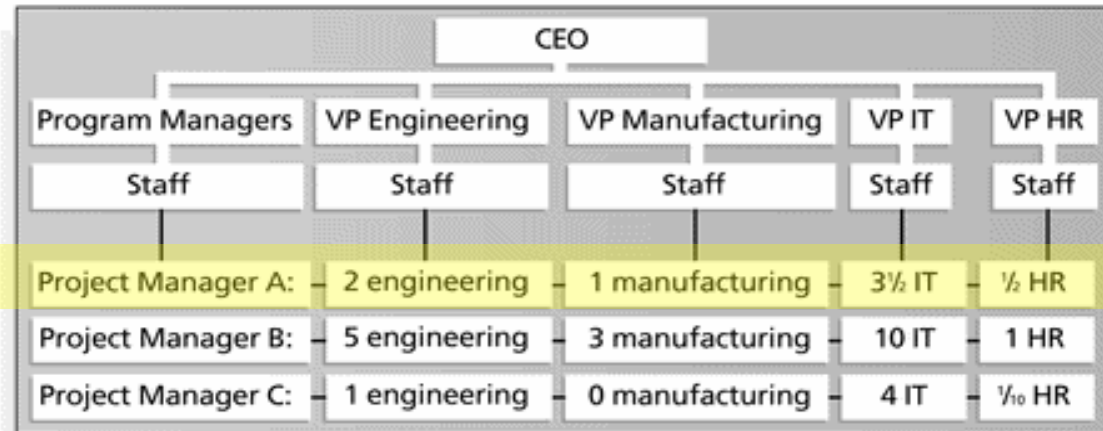 CEO
Program Managers VP Engineering VP Manufacturing VP IT VP HR
Staff Staff Staff Staff Staff
Project Manager A: 2 engineering 1 manufacturing 3½ IT ½ HR
Project Manager B: 5 engineering 3 manufacturing 10 IT 1 HR
Project Manager C: 1 engineering 0 manufacturing 4 IT 1/10 HR